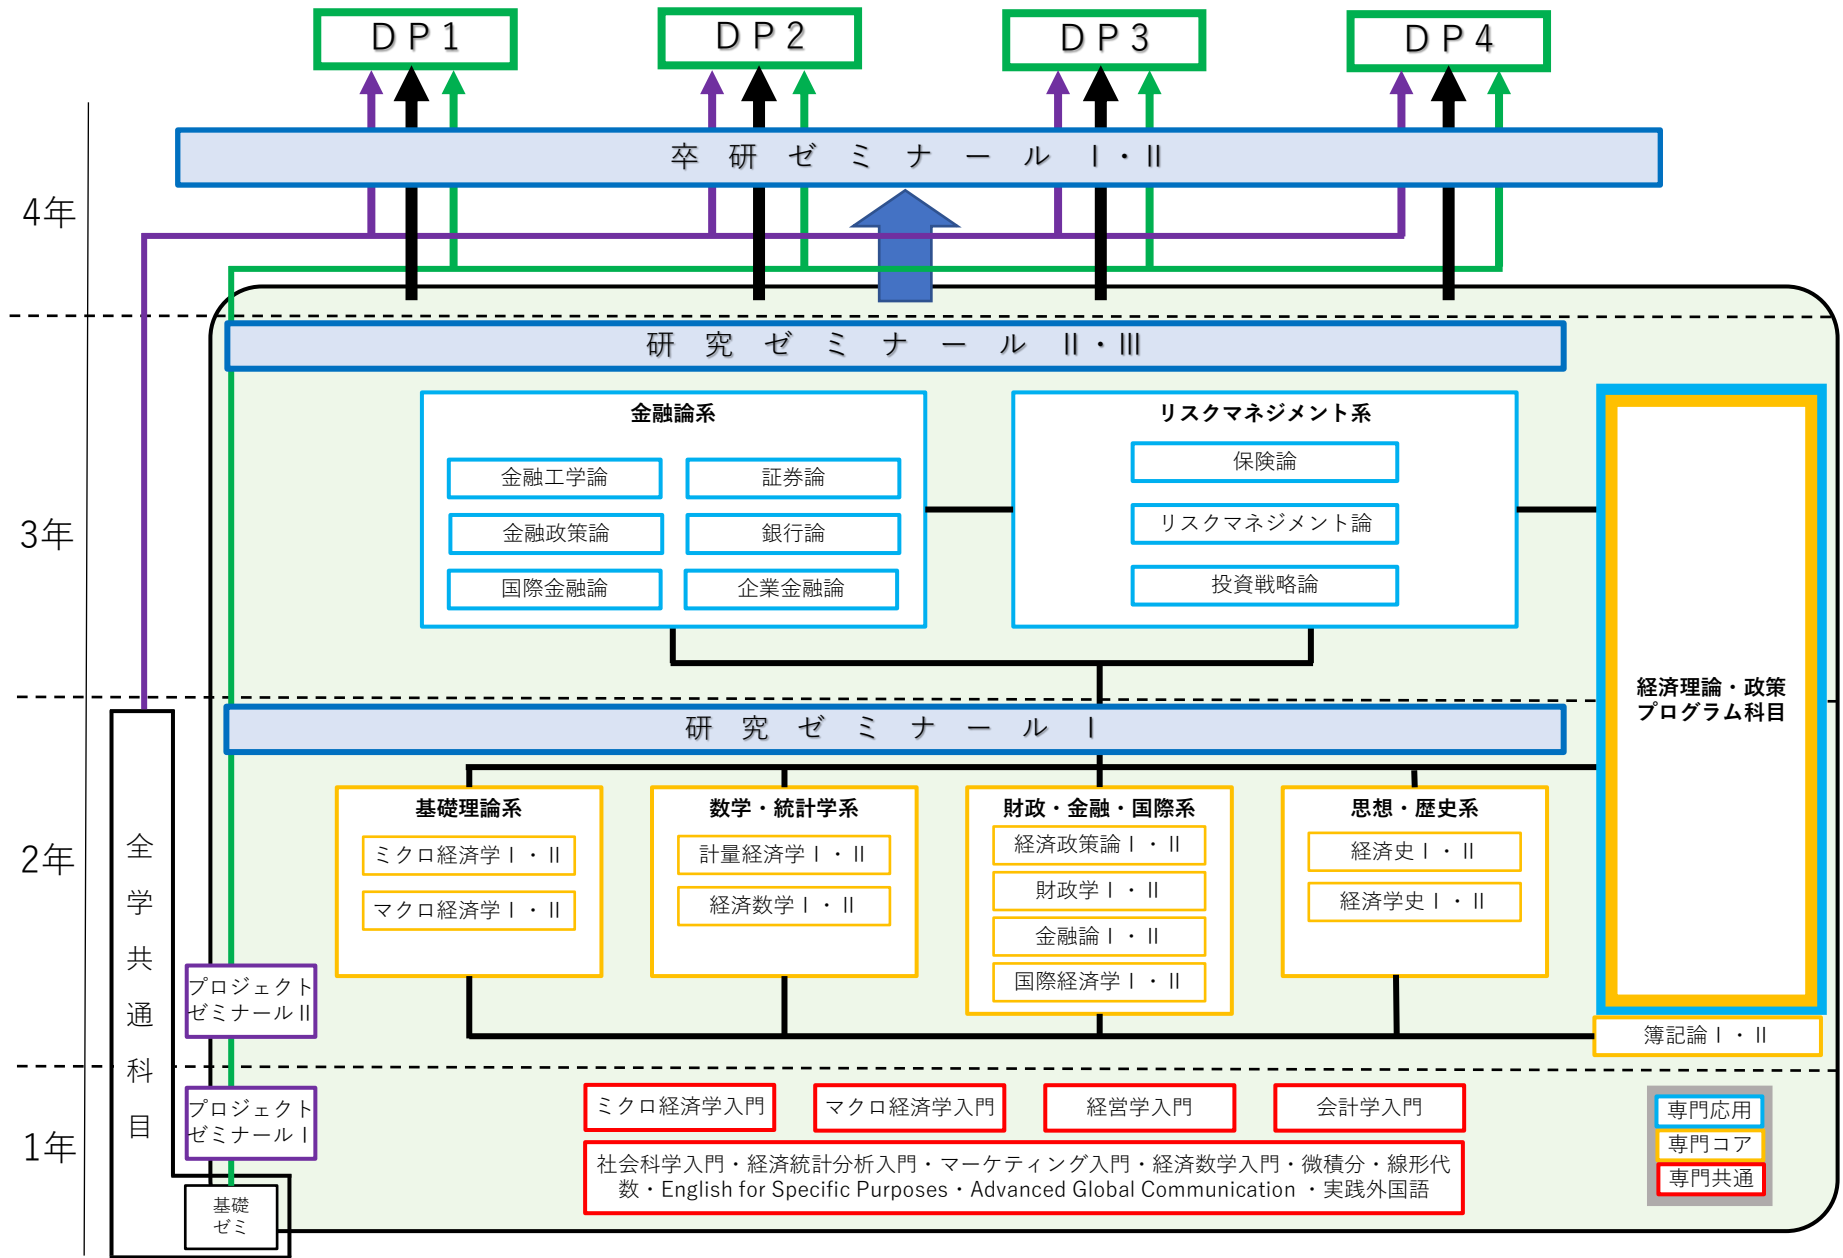 DP1
DP2
DP3
DP4
卒研ゼミナール Ⅰ・Ⅱ
4年
研究ゼミナール Ⅱ・Ⅲ
3年
金融論系
金融工学論
証券論
金融政策論
銀行論
国際金融論
企業金融論
リスクマネジメント系
保険論
リスクマネジメント論
投資戦略論
経済理論・政策
プログラム科目
研究ゼミナール Ⅰ
2年
基礎理論系
ミクロ経済学Ⅰ・Ⅱ
マクロ経済学Ⅰ・Ⅱ
数学・統計学系
計量経済学Ⅰ・Ⅱ
経済数学Ⅰ・Ⅱ
財政・金融・国際系
経済政策論Ⅰ・Ⅱ
財政学Ⅰ・Ⅱ
金融論Ⅰ・Ⅱ
国際経済学Ⅰ・Ⅱ
思想・歴史系
経済史Ⅰ・Ⅱ
経済学史Ⅰ・Ⅱ
簿記論Ⅰ・Ⅱ
全学共通科目
プロジェクト
ゼミナールⅡ
1年
プロジェクト
ゼミナールⅠ
基礎
ゼミ
ミクロ経済学入門
マクロ経済学入門
経営学入門
会計学入門
社会科学入門・経済統計分析入門・マーケティング入門・経済数学入門・微積分・線形代
数・English for Specific Purposes・Advanced Global Communication ・実践外国語
専門応用
専門コア
専門共通